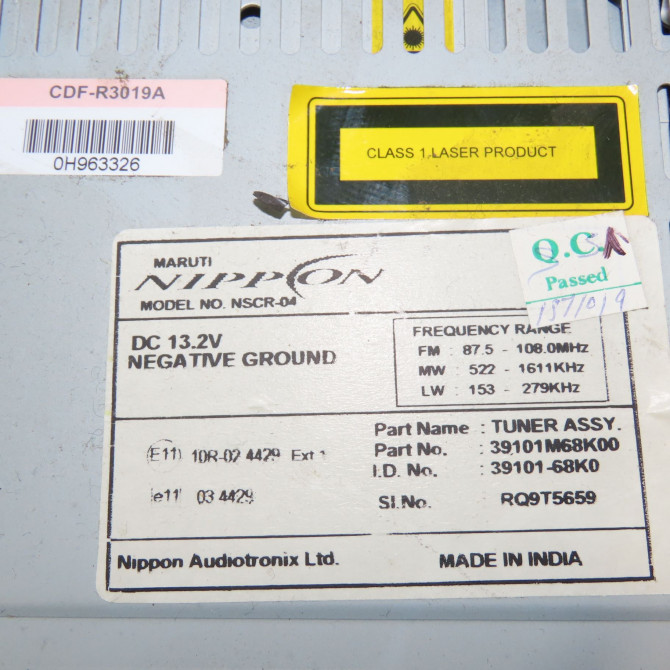 CDF-R3019A
0H963326
CLASS 1 LASER PRODUCT
Q.C.
Passed
MARUTI
NIPPON
MODEL NO. NSCR-04
DC 13.2V
NEGATIVE GROUND
FREQUENCY RANGE
FM : 87.5 - 108.0MHz
MW : 522 - 1611KHz
LW : 153 - 279KHz
E11 10R-02 4429 Ext 1
e11 03 4429
Part Name : TUNER ASSY.
Part No. : 39101M68K00
I.D. No. : 39101-68K0
SI.No. RQ9T5659
Nippon Audiotronix Ltd. MADE IN INDIA